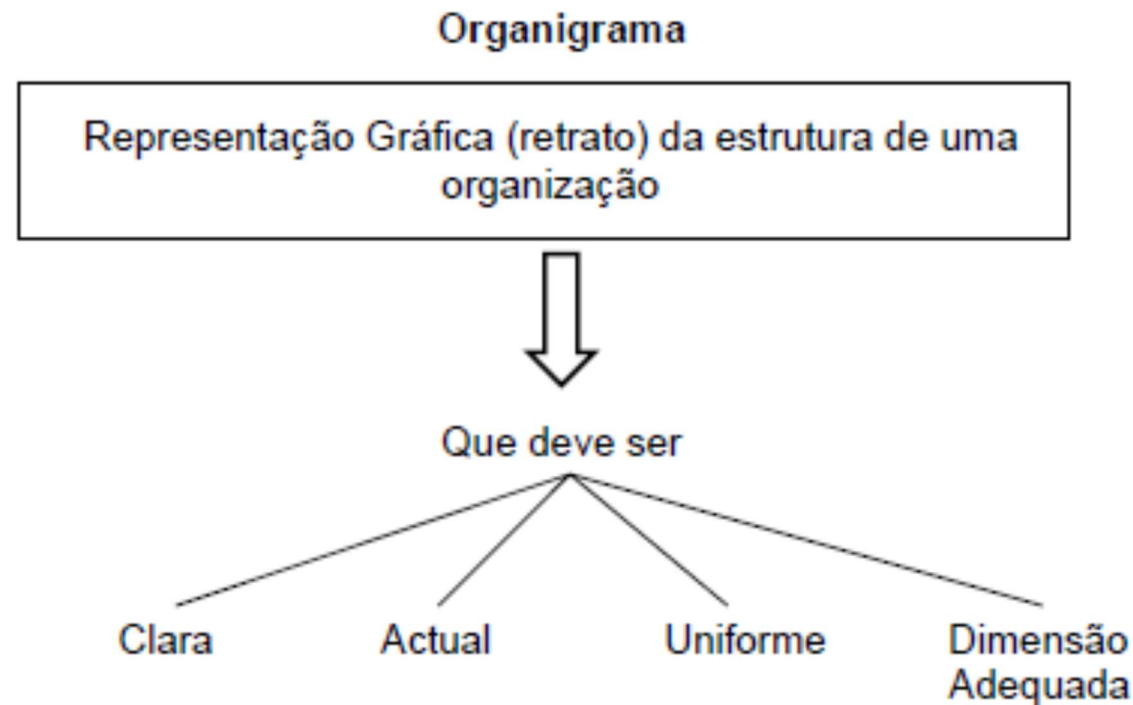 Organigrama
Representação Gráfica (retrato) da estrutura de uma
organização
Que deve ser
Clara
Actual
Uniforme
Dimensão
Adequada